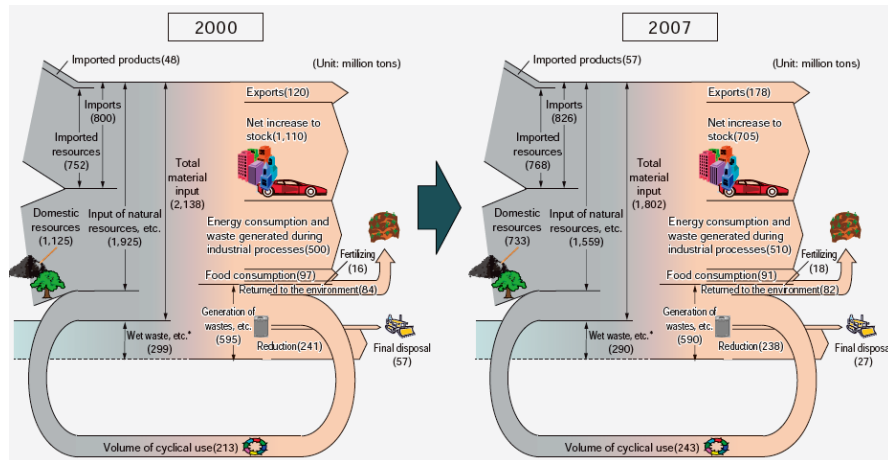 2000
Imported products(48)
(Unit: million tons)
Imports
(800)
Imported
resources
(752)
Exports(120)
Net increase to
stock(1,110)
Total
material
input
(2,138)
Domestic
resources
(1,125)
Input of natural
resources, etc.
(1,925)
Energy consumption and
waste generated during
industrial processes(500)
Fertilizing
(16)
Food consumption(97)
Returned to the environment(84)
Generation of
wastes, etc.
(595)
Wet waste, etc.*
(299)
Reduction(241)
Final disposal
(57)
Volume of cyclical use(213)
2007
Imported products(57)
(Unit: million tons)
Imports
(826)
Imported
resources
(768)
Exports(178)
Net increase to
stock(705)
Total
material
input
(1,802)
Domestic
resources
(733)
Input of natural
resources, etc.
(1,559)
Energy consumption and
waste generated during
industrial processes(510)
Fertilizing
(18)
Food consumption(91)
Returned to the environment(82)
Generation of
wastes, etc.
(590)
Wet waste, etc.*
(290)
Reduction(238)
Final disposal
(27)
Volume of cyclical use(243)